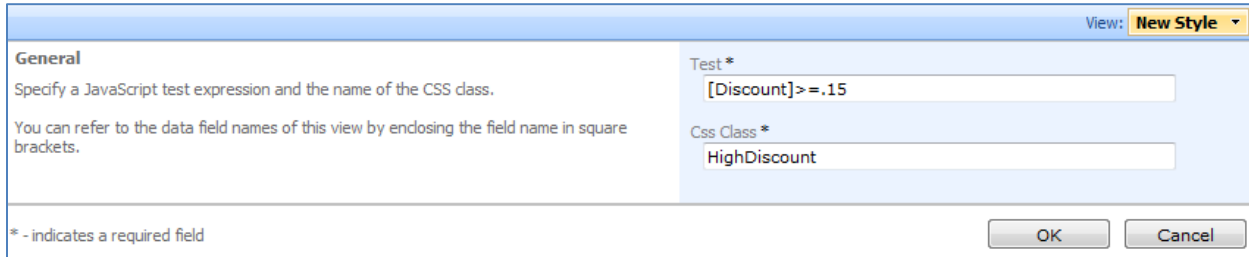 View: New Style
General
Specify a JavaScript test expression and the name of the CSS class.
You can refer to the data field names of this view by enclosing the field name in square
brackets.
Test *
[Discount]>=.15
Css Class *
HighDiscount
* - indicates a required field
OK
Cancel